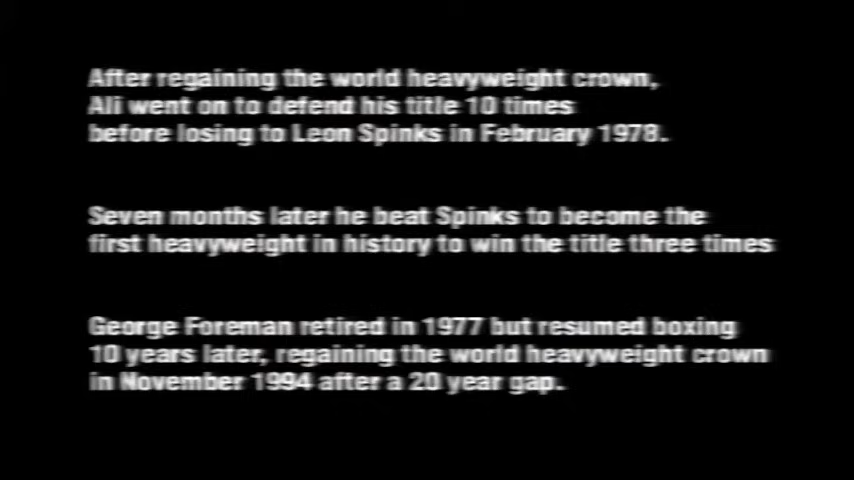 After regaining the world heavyweight crown,
Ali went on to defend his title 10 times
before losing to Leon Spinks in February 1978.
Seven months later he beat Spinks to become the
first heavyweight in history to win the title three times
George Foreman retired in 1977 but resumed boxing
10 years later, regaining the world heavyweight crown
in November 1994 after a 20 year gap.